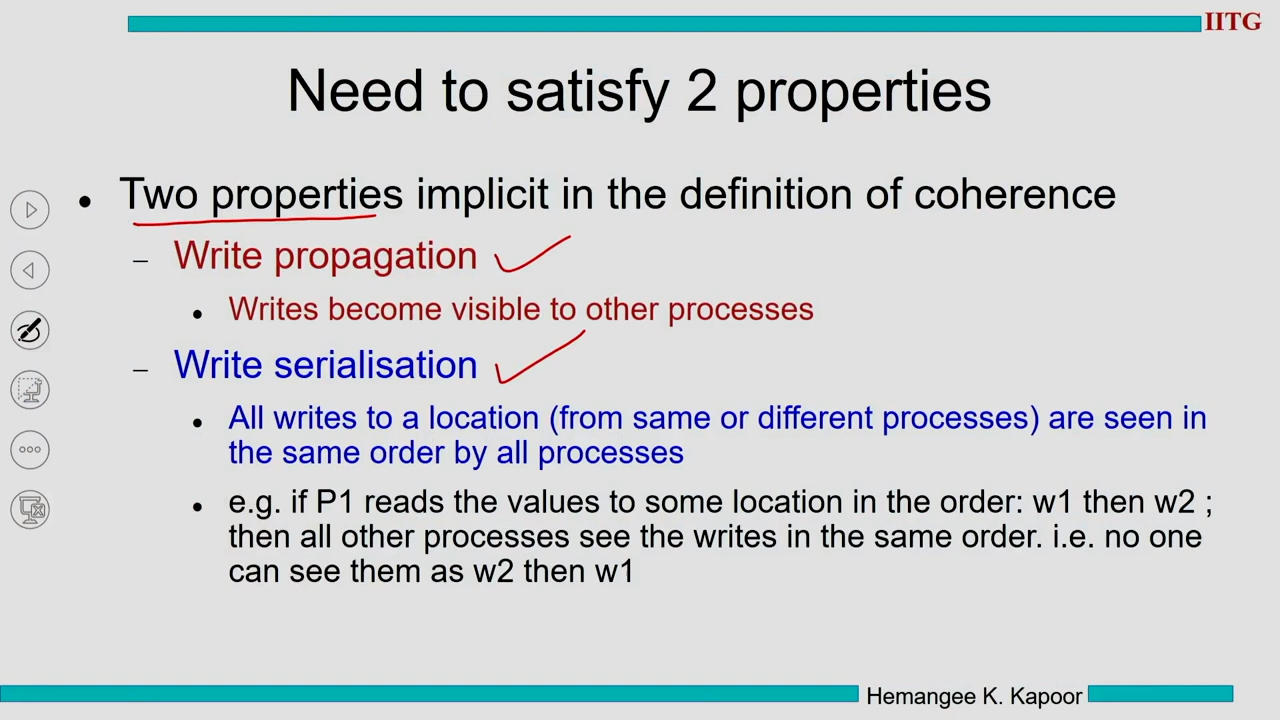 IITG
Need to satisfy 2 properties
• Two properties implicit in the definition of coherence
– Write propagation
• Writes become visible to other processes
– Write serialisation
• All writes to a location (from same or different processes) are seen in
the same order by all processes
• e.g. if P1 reads the values to some location in the order: w1 then w2 ;
then all other processes see the writes in the same order. i.e. no one
can see them as w2 then w1
Hemangee K. Kapoor